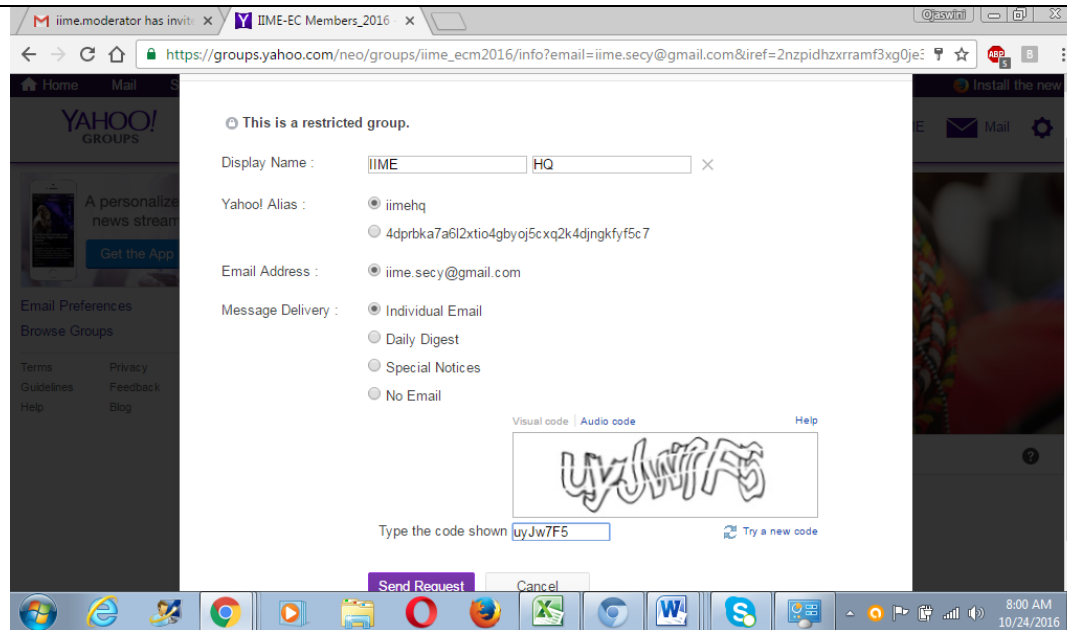 iime.moderator has invite
IIME-EC Members_2016 -
Qaswini
https://groups.yahoo.com/neo/groups/iime_ecm2016/info?email=iime.secy@gmail.com&iref=2nzpidhzxrramf3xg0je3
ABP
5
B
Home
Mail
S
Install the new
YAHOO!
GROUPS
E
Mail
A personalize
news stream
Get the App
Email Preferences
Browse Groups
Terms
Privacy
Guidelines
Feedback
Help
Blog
This is a restricted group.
Display Name :
IIME
HQ
Yahoo! Alias :
iimehq
4dprbka7a6l2xtio4gbyoj5cxq2k4djngkfyf5c7
Email Address :
iime.secy@gmail.com
Message Delivery :
Individual Email
Daily Digest
Special Notices
No Email
Visual code | Audio code
Help
Type the code shown
uyJw7F5
Try a new code
Send Request
Cancel
8:00 AM
10/24/2016